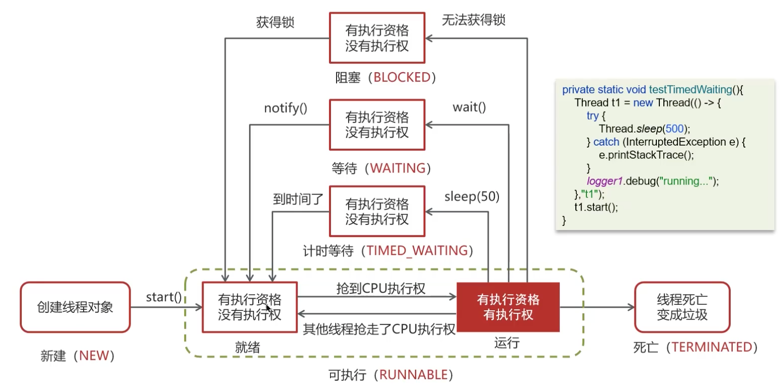 获得锁
有执行资格
没有执行权
无法获得锁
阻塞（BLOCKED）
notify()
有执行资格
没有执行权
wait()
等待（WAITING）
到时间了
有执行资格
没有执行权
sleep(50)
计时等待（TIMED_WAITING）
private static void testTimedWaiting(){
Thread t1 = new Thread(() -> {
try {
Thread.sleep(500);
} catch (InterruptedException e) {
e.printStackTrace();
}
logger1.debug("running...");
},"t1");
t1.start();
}
创建线程对象
新建（NEW）
start()
有执行资格
没有执行权
就绪
抢到CPU执行权
其他线程抢走了CPU执行权
有执行资格
有执行权
运行
可执行（RUNNABLE）
线程死亡
变成垃圾
死亡（TERMINATED）